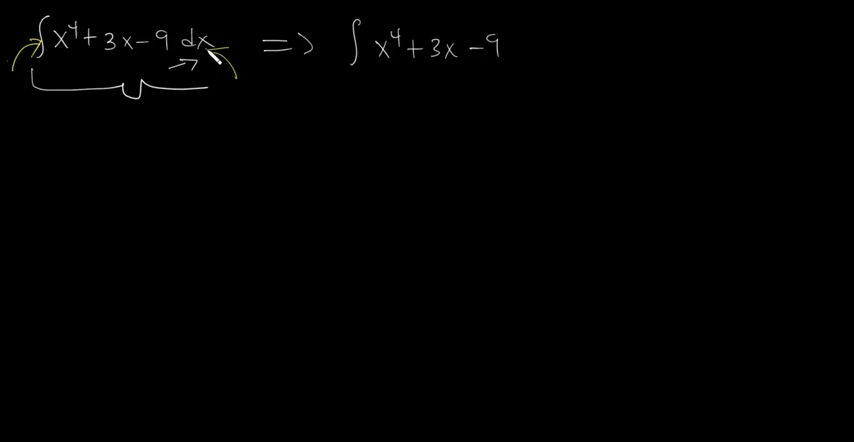 ∫ x⁴ + 3x - 9 dx => ∫ x⁴ + 3x - 9